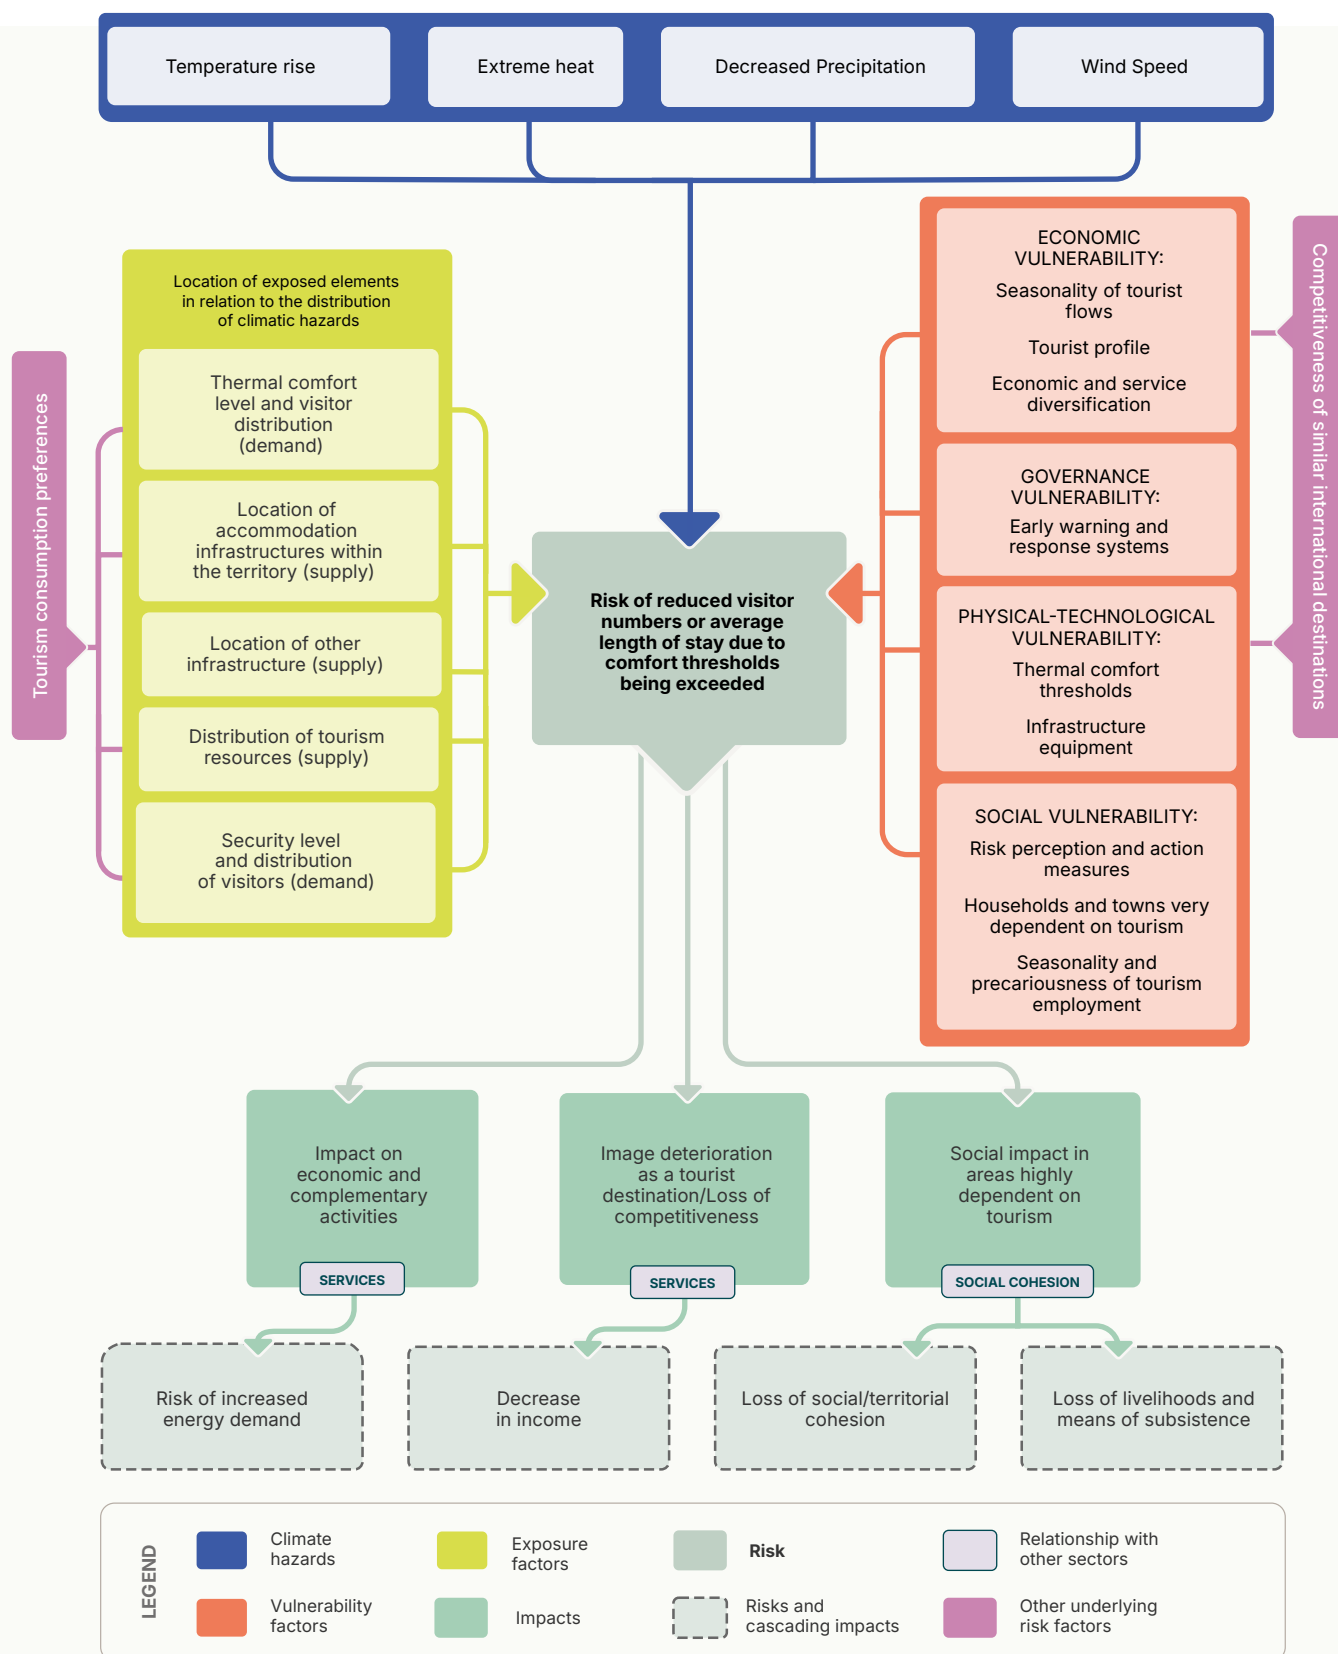 Temperature rise
Extreme heat
Decreased Precipitation
Wind Speed
Tourism consumption preferences
Location of exposed elements
in relation to the distribution
of climatic hazards
Thermal comfort
level and visitor
distribution
(demand)
Location of
accommodation
infrastructures within
the territory (supply)
Location of other
infrastructure (supply)
Distribution of tourism
resources (supply)
Security level
and distribution
of visitors (demand)
Risk of reduced visitor
numbers or average
length of stay due to
comfort thresholds
being exceeded
ECONOMIC
VULNERABILITY:
Seasonality of tourist
flows
Tourist profile
Economic and service
diversification
GOVERNANCE
VULNERABILITY:
Early warning and
response systems
PHYSICAL-TECHNOLOGICAL
VULNERABILITY:
Thermal comfort
thresholds
Infrastructure
equipment
SOCIAL VULNERABILITY:
Risk perception and action
measures
Households and towns very
dependent on tourism
Seasonality and
precariousness of tourism
employment
Competitiveness of similar international destinations
Impact on
economic and
complementary
activities
SERVICES
Image deterioration
as a tourist
destination/Loss of
competitiveness
SERVICES
Social impact in
areas highly
dependent on
tourism
SOCIAL COHESION
Risk of increased
energy demand
Decrease
in income
Loss of social/territorial
cohesion
Loss of livelihoods and
means of subsistence
LEGEND
Climate
hazards
Exposure
factors
Risk
Relationship with
other sectors
Vulnerability
factors
Impacts
Risks and
cascading impacts
Other underlying
risk factors